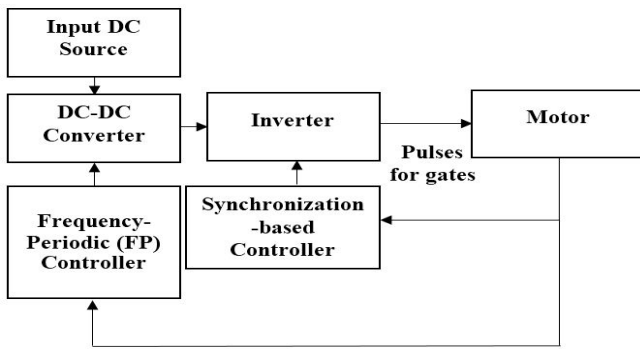 Input DC
Source
DC-DC
Converter
Inverter
Motor
Pulses
for gates
Frequency-
Periodic (FP)
Controller
Synchronization
-based
Controller